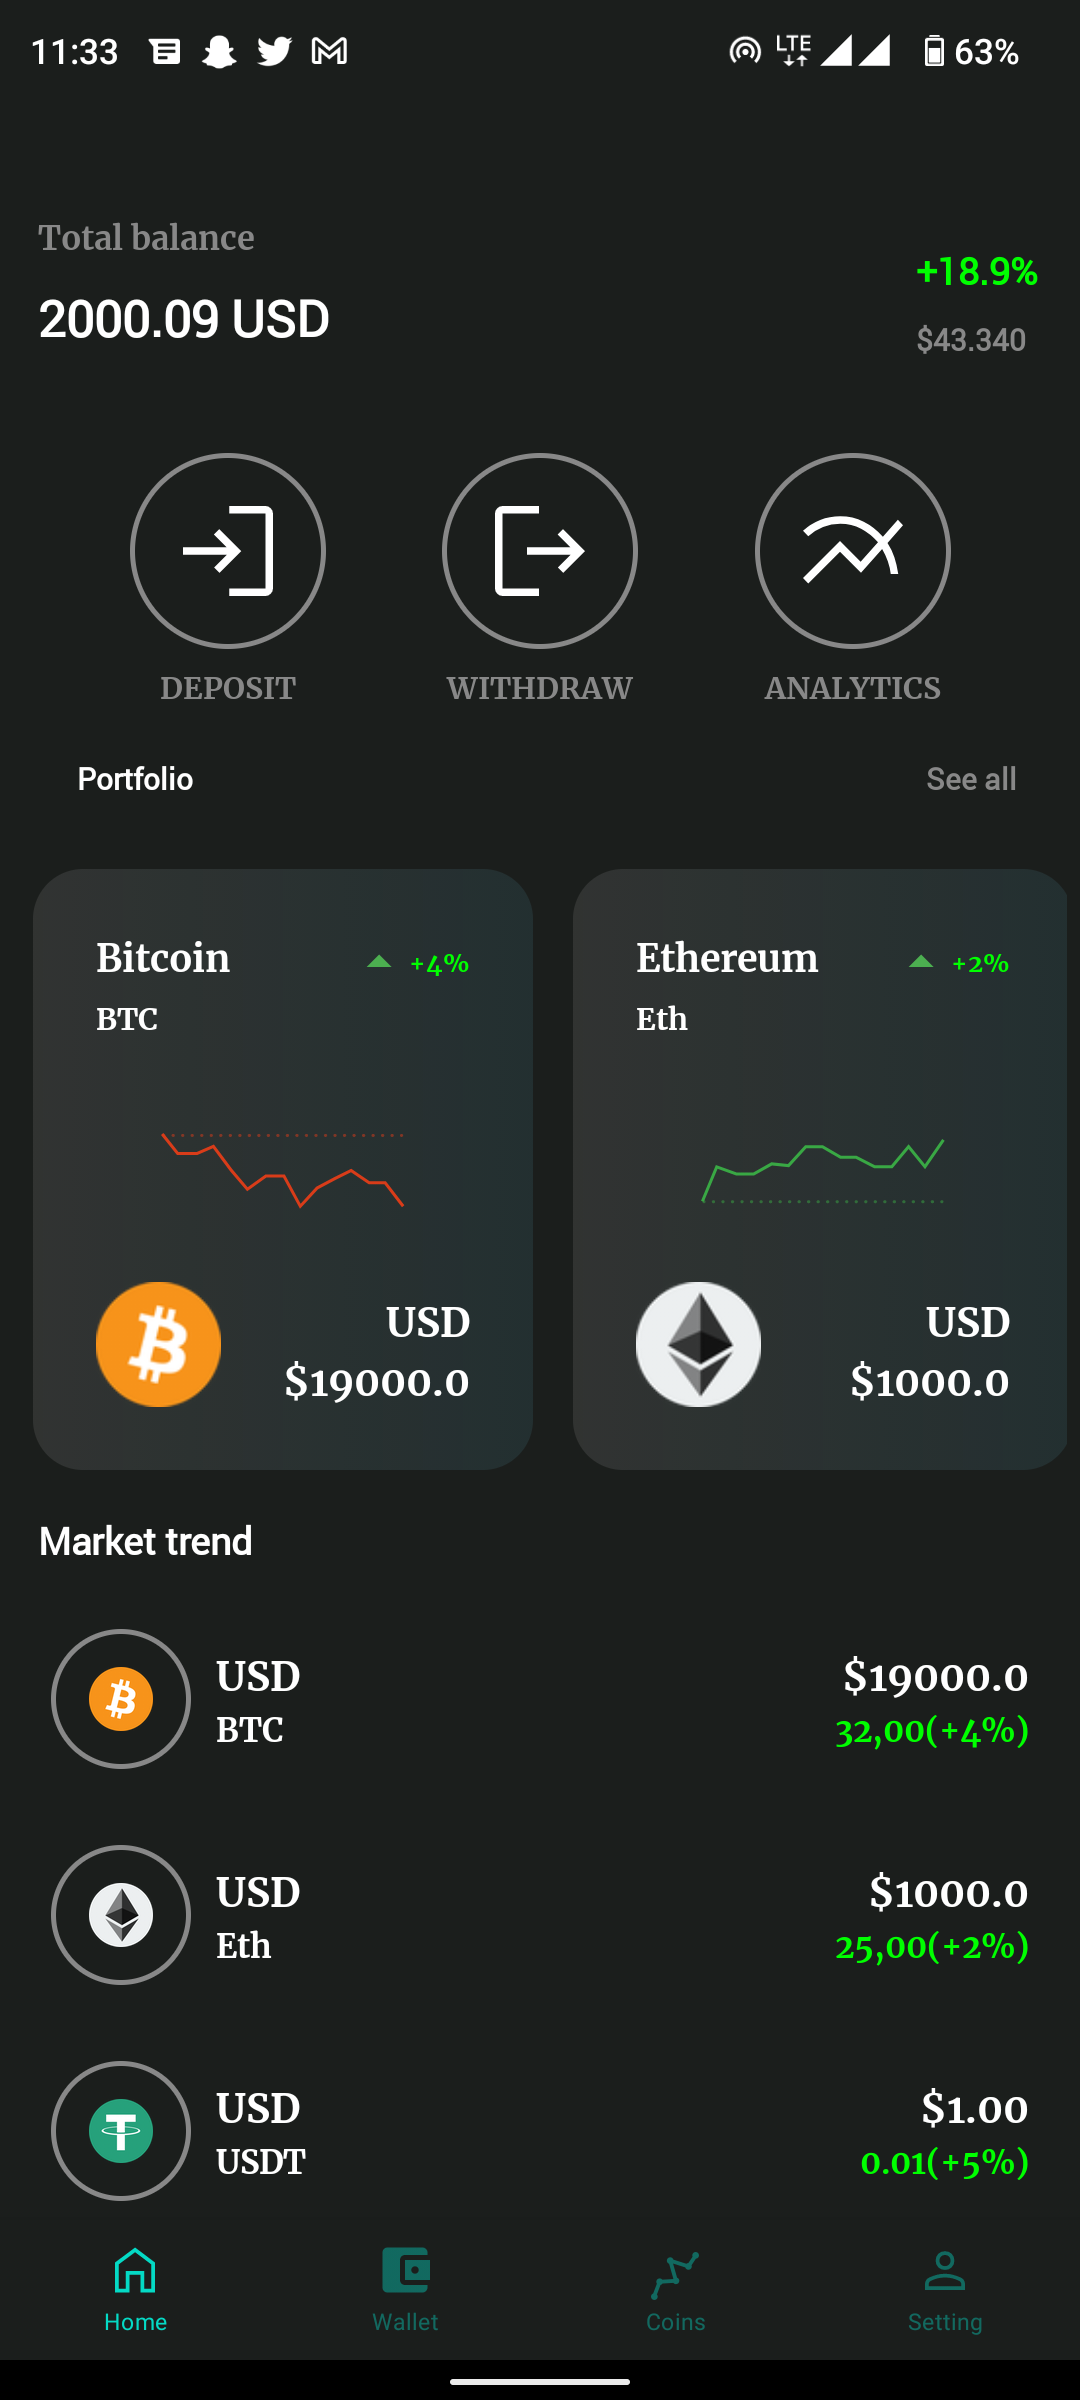 11:33
LTE
63%
Total balance
2000.09 USD
+18.9%
$43.340
DEPOSIT
WITHDRAW
ANALYTICS
Portfolio
See all
Bitcoin
+4%
BTC
USD
$19000.0
Ethereum
+2%
Eth
USD
$1000.0
Market trend
USD
BTC
$19000.0
32,00(+4%)
USD
Eth
$1000.0
25,00(+2%)
USD
USDT
$1.00
0.01(+5%)
Home
Wallet
Coins
Setting